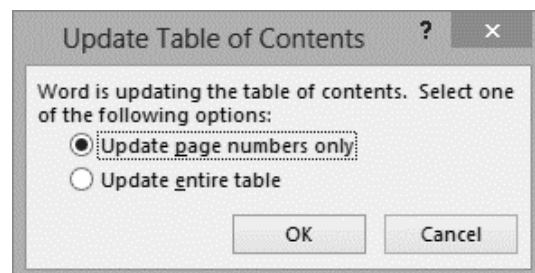 Update Table of Contents ? ×
Word is updating the table of contents. Select one
of the following options:
Update page numbers only
Update entire table
OK Cancel